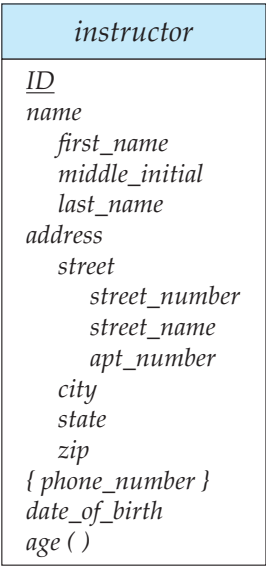 instructor
ID
name
first_name
middle_initial
last_name
address
street
street_number
street_name
apt_number
city
state
zip
{ phone_number }
date_of_birth
age ( )